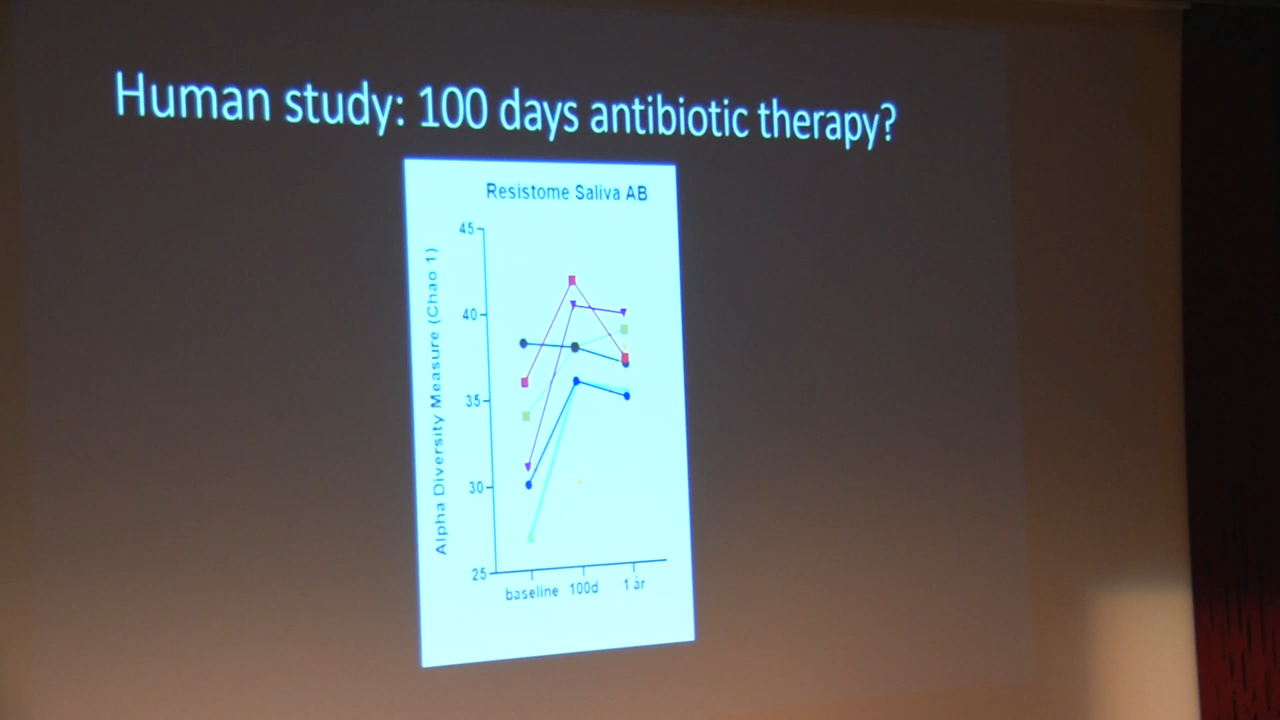 Human study: 100 days antibiotic therapy?
Resistome Saliva AB
Alpha Diversity Measure (Chao 1)
45
40
35
30
25
baseline 100d 1 år